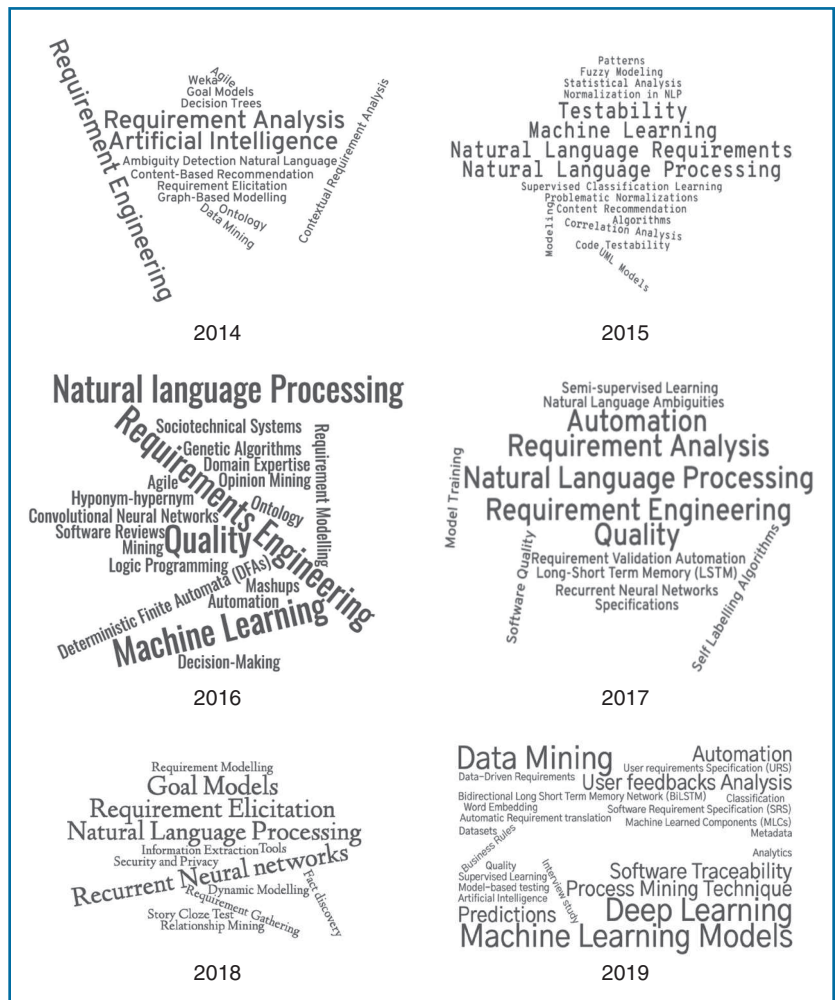 Requirement Engineering
Agile
Weka
Goal Models
Decision Trees
Requirement Analysis
Artificial Intelligence
Ambiguity Detection Natural Language
Content-Based Recommendation
Requirement Elicitation
Graph-Based Modelling
Ontology
Data Mining
Contextual Requirement Analysis
2014
Patterns
Fuzzy Modeling
Statistical Analysis
Normalization in NLP
Testability
Machine Learning
Natural Language Requirements
Natural Language Processing
Supervised Classification Learning
Problematic Normalizations
Content Recommendation
Algorithms
Modeling
Correlation Analysis
Code Testability
UML Models
2015
Natural language Processing
Requirements Engineering
Sociotechnical Systems
Genetic Algorithms
Domain Expertise
Opinion Mining
Requirement Modelling
Agile
Hyponym-hypernym
Ontology
Convolutional Neural Networks
Software Reviews
Mining
Quality
Logic Programming
Deterministic Finite Automata (DFAs)
Mashups
Automation
Machine Learning
Decision-Making
2016
Semi-supervised Learning
Natural Language Ambiguities
Automation
Requirement Analysis
Natural Language Processing
Model Training
Requirement Engineering
Quality
Requirement Validation Automation
Long-Short Term Memory (LSTM)
Recurrent Neural Networks
Specifications
Software Quality
Self Labelling Algorithms
2017
Requirement Modelling
Goal Models
Requirement Elicitation
Natural Language Processing
Information Extraction
Tools
Security and Privacy
Recurrent Neural networks
Dynamic Modelling
Fact discovery
Requirement Gathering
Story Cloze Test
Relationship Mining
2018
Data Mining
Automation
User requirements Specification (URS)
Data-Driven Requirements
User feedbacks Analysis
Bidirectional Long Short Term Memory Network (BiLSTM)
Classification
Word Embedding
Software Requirement Specification (SRS)
Automatic Requirement translation
Machine Learned Components (MLCs)
Datasets
Metadata
Business Rules
Analytics
Quality
Supervised Learning
Model-based testing
Artificial Intelligence
Interview study
Software Traceability
Process Mining Technique
Predictions
Deep Learning
Machine Learning Models
2019